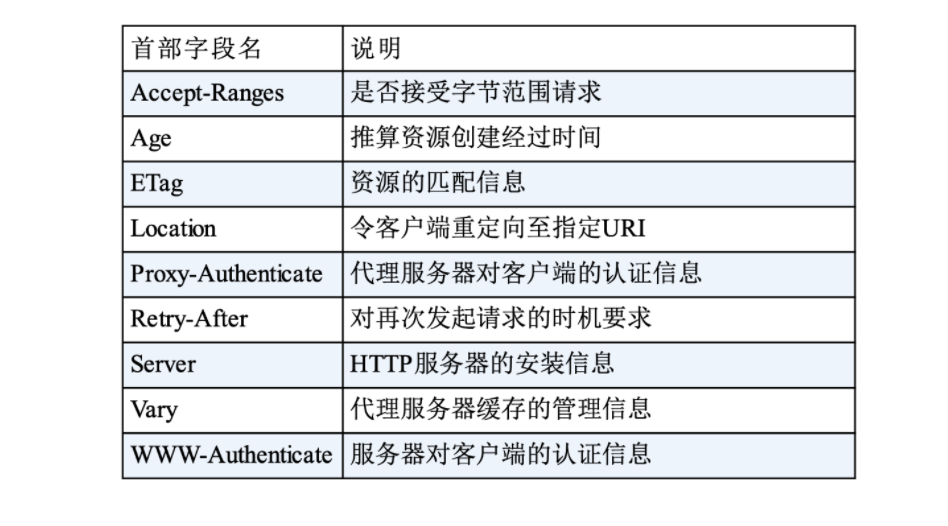 首部字段名 说明
Accept-Ranges 是否接受字节范围请求
Age 推算资源创建经过时间
ETag 资源的匹配信息
Location 令客户端重定向至指定URI
Proxy-Authenticate 代理服务器对客户端的认证信息
Retry-After 对再次发起请求的时机要求
Server HTTP服务器的安装信息
Vary 代理服务器缓存的管理信息
WWW-Authenticate 服务器对客户端的认证信息